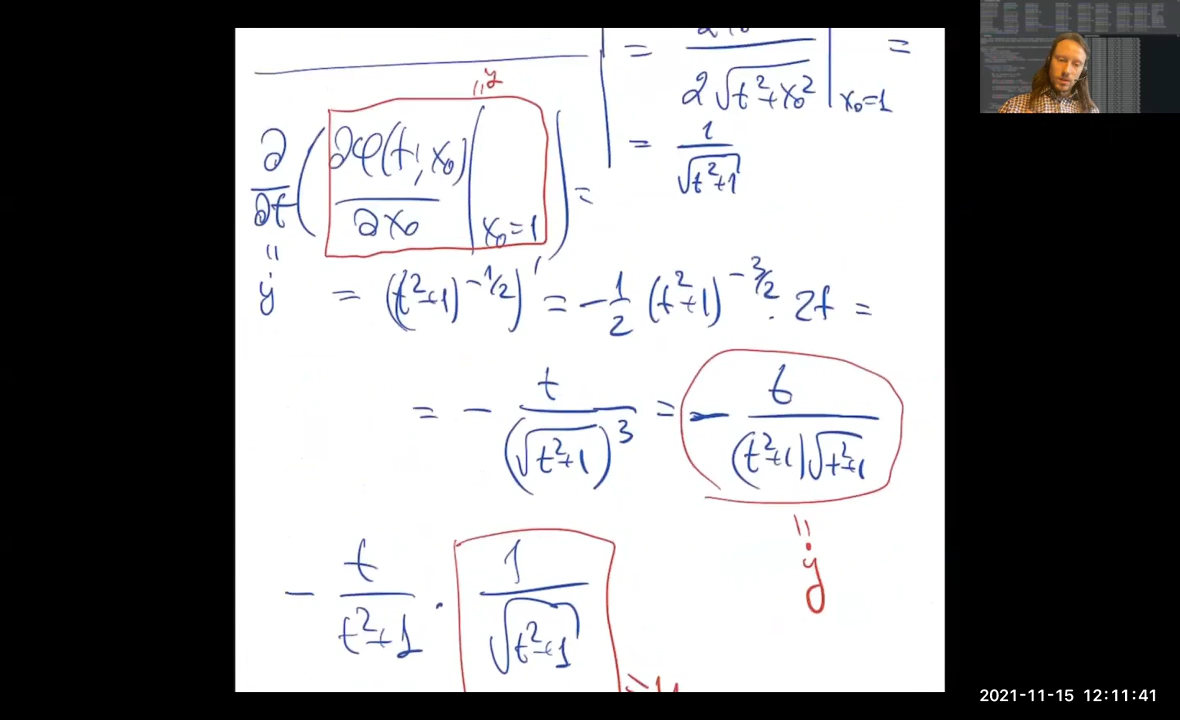 = 2x₀ / 2√(t²+x₀²) |x₀=1 =
= 1 / √(t²+1)
"y
∂/∂t ( ∂φ(t; x₀) / ∂x₀ | x₀=1 ) =
"
ẏ = ((t²+1)^(-1/2))′ = -1/2 (t²+1)^(-3/2) · 2t =
= - t / (√(t²+1))³ = - t / ((t²+1)√(t²+1))
"
ẏ
- t / (t²+1) · 1 / √(t²+1)
= y
2021-11-15 12:11:41